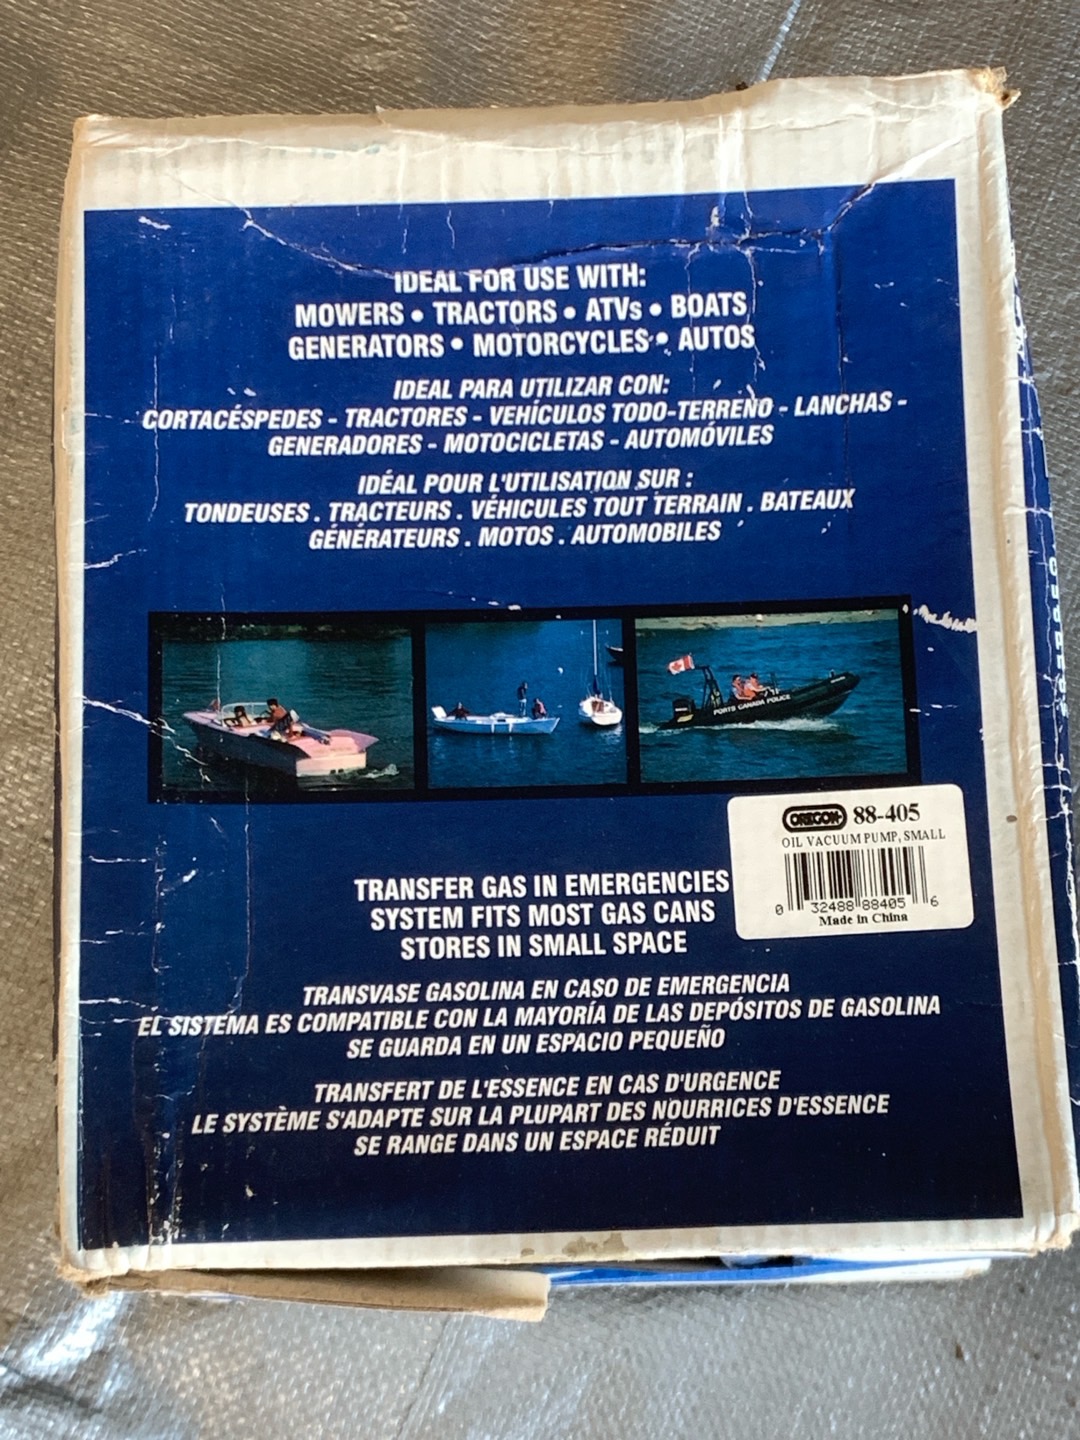 IDEAL FOR USE WITH:
MOWERS • TRACTORS • ATVs • BOATS
GENERATORS • MOTORCYCLES • AUTOS
IDEAL PARA UTILIZAR CON:
CORTACÉSPEDES - TRACTORES - VEHÍCULOS TODO-TERREÑO - LANCHAS -
GENERADORES - MOTOCICLETAS - AUTOMÓVILES
IDÉAL POUR L'UTILISATION SUR :
TONDEUSES . TRACTEURS . VÉHICULES TOUT TERRAIN . BATEAUX
GÉNÉRATEURS . MOTOS . AUTOMOBILES
PORTS CANADA POLICE
OREGON 88-405
OIL VACUUM PUMP, SMALL
0 32488 88405 6
Made in China
TRANSFER GAS IN EMERGENCIES
SYSTEM FITS MOST GAS CANS
STORES IN SMALL SPACE
TRANSVASE GASOLINA EN CASO DE EMERGENCIA
EL SISTEMA ES COMPATIBLE CON LA MAYORÍA DE LAS DEPÓSITOS DE GASOLINA
SE GUARDA EN UN ESPACIO PEQUEÑO
TRANSFERT DE L'ESSENCE EN CAS D'URGENCE
LE SYSTÈME S'ADAPTE SUR LA PLUPART DES NOURRICES D'ESSENCE
SE RANGE DANS UN ESPACE RÉDUIT